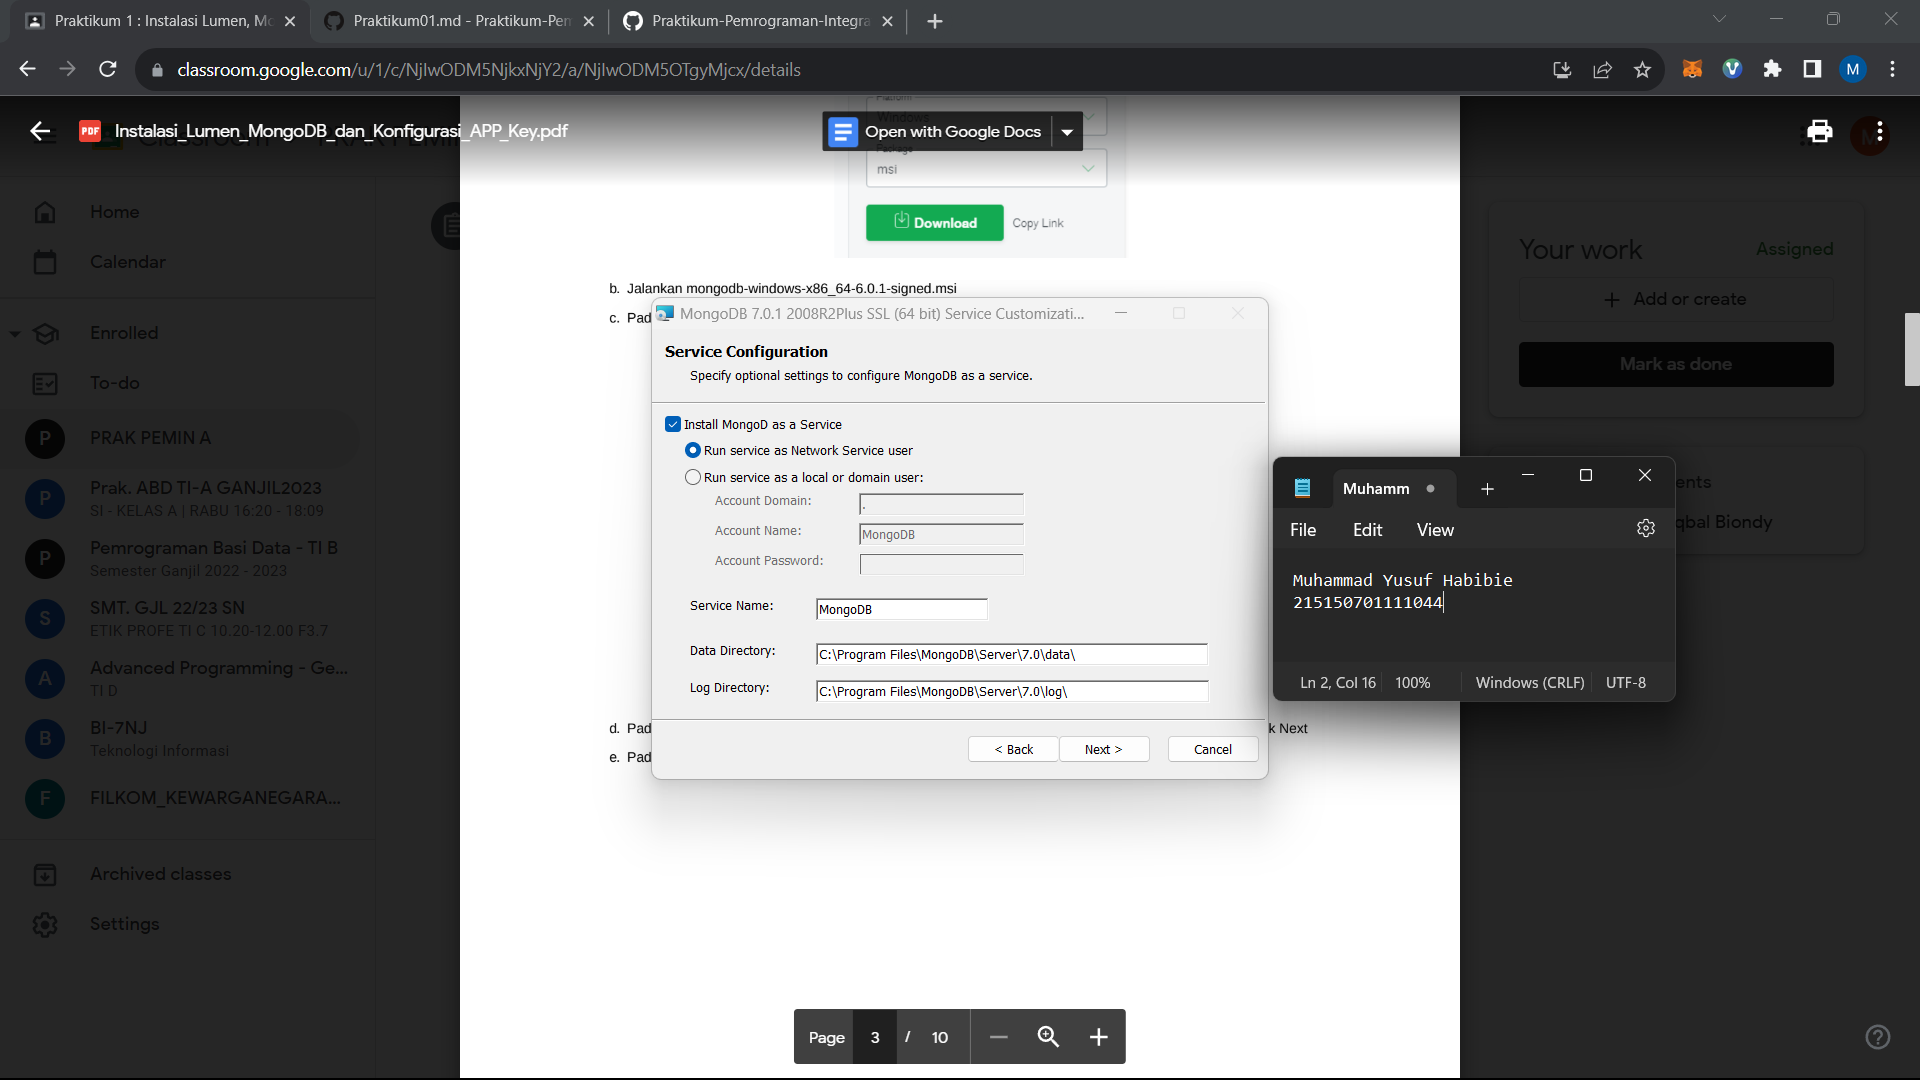 Praktikum 1 : Instalasi Lumen, Mo
Praktikum01.md - Praktikum-Pem
Praktikum-Pemrograman-Integra
classroom.google.com/u/1/c/NjIwODM5NjkxNjY2/a/NjIwODM5OTgyMjcx/details
M
PDF
Instalasi_Lumen_MongoDB_dan_Konfigurasi_APP_Key.pdf
Open with Google Docs
Platform
Windows
Package
msi
Download
Copy Link
b. Jalankan mongodb-windows-x86_64-6.0.1-signed.msi
c. Pad
d. Pad
k Next
e. Pad
Home
Calendar
Enrolled
To-do
P
PRAK PEMIN A
P
Prak. ABD TI-A GANJIL2023
SI - KELAS A | RABU 16:20 - 18:09
P
Pemrograman Basi Data - TI B
Semester Ganjil 2022 - 2023
S
SMT. GJL 22/23 SN
ETIK PROFE TI C 10.20-12.00 F3.7
A
Advanced Programming - Ge...
TI D
B
BI-7NJ
Teknologi Informasi
F
FILKOM_KEWARGANEGARA...
Archived classes
Settings
MongoDB 7.0.1 2008R2Plus SSL (64 bit) Service Customizati...
Service Configuration
Specify optional settings to configure MongoDB as a service.
Install MongoD as a Service
Run service as Network Service user
Run service as a local or domain user:
Account Domain:
.
Account Name:
MongoDB
Account Password:
Service Name:
MongoDB
Data Directory:
C:\Program Files\MongoDB\Server\7.0\data\
Log Directory:
C:\Program Files\MongoDB\Server\7.0\log\
< Back
Next >
Cancel
Your work
Assigned
+ Add or create
Mark as done
ents
qbal Biondy
Muhamm
File
Edit
View
Muhammad Yusuf Habibie
215150701111044
Ln 2, Col 16
100%
Windows (CRLF)
UTF-8
Page 3 / 10